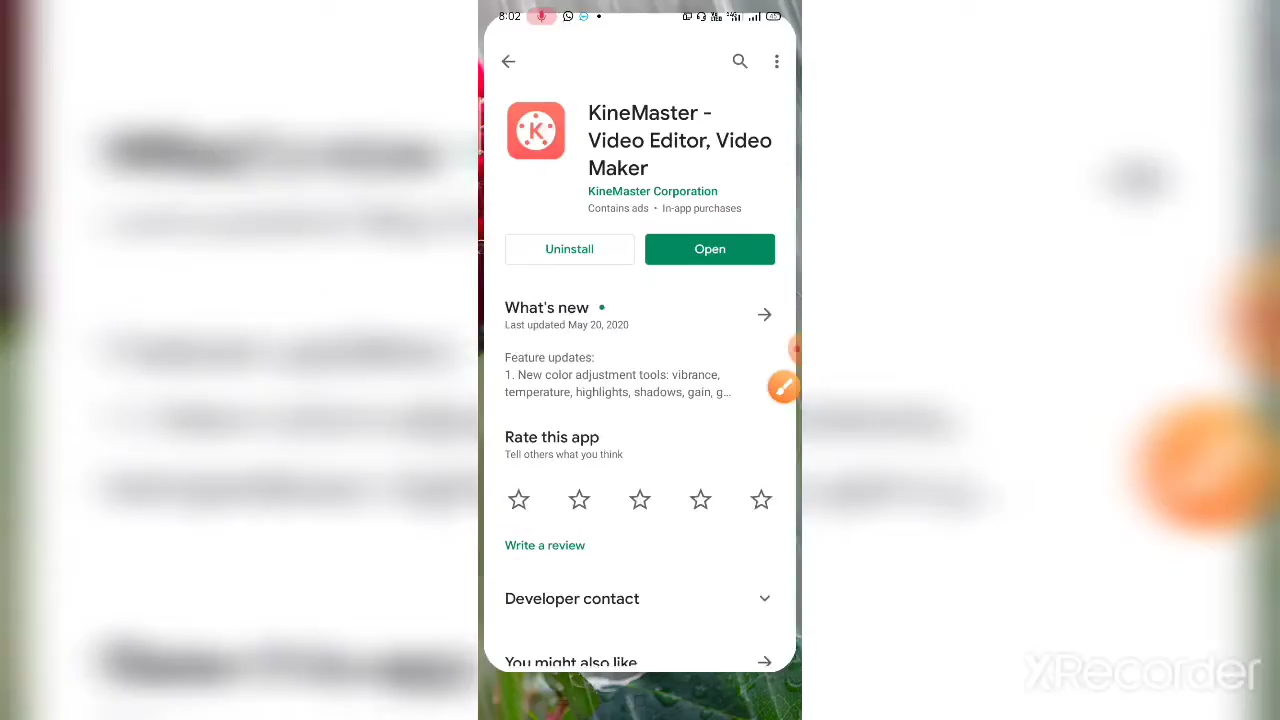 8:02
KineMaster -
Video Editor, Video
Maker
KineMaster Corporation
Contains ads • In-app purchases
Uninstall
Open
What's new
Last updated May 20, 2020
Feature updates:
1. New color adjustment tools: vibrance,
temperature, highlights, shadows, gain, g...
Rate this app
Tell others what you think
Write a review
Developer contact
You might also like
XRecorder